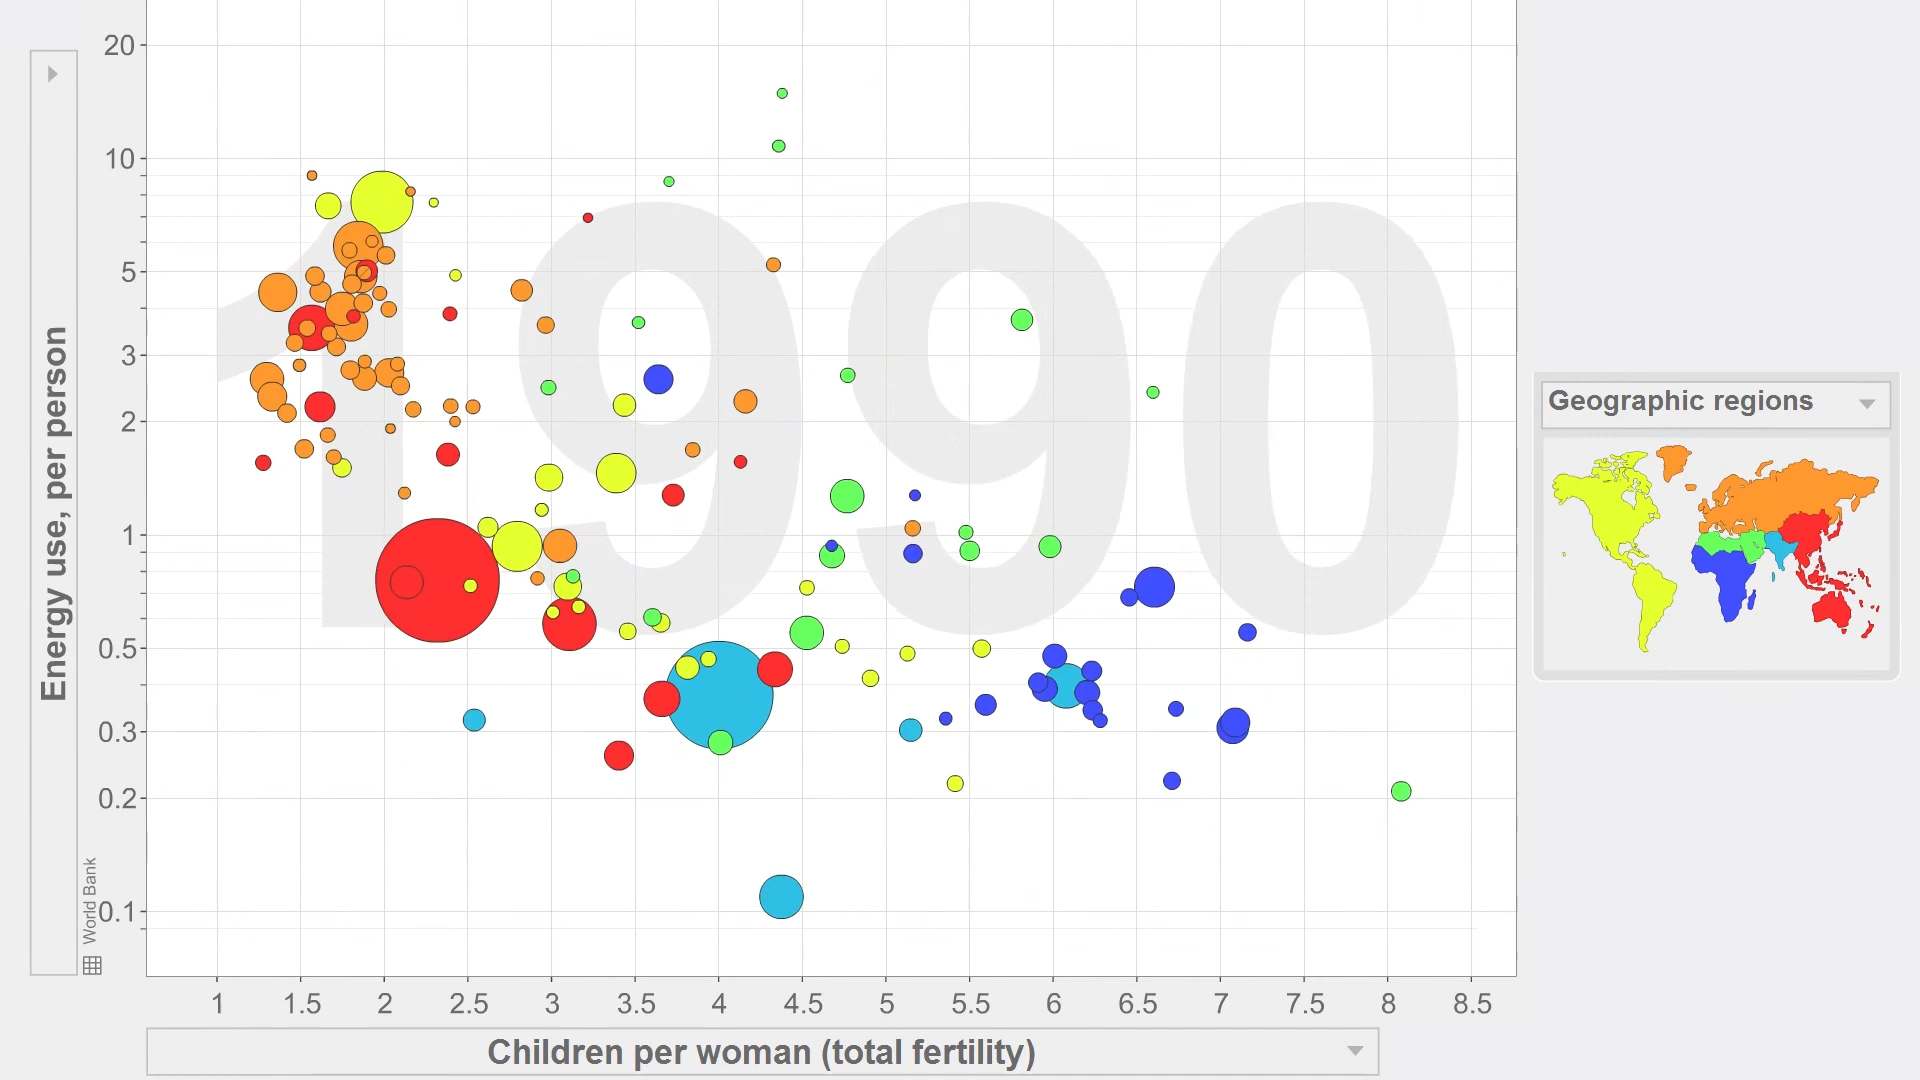 1990
20
10
5
3
2
1
0.5
0.3
0.2
0.1
Energy use, per person
World Bank
1 1.5 2 2.5 3 3.5 4 4.5 5 5.5 6 6.5 7 7.5 8 8.5
Children per woman (total fertility)
Geographic regions